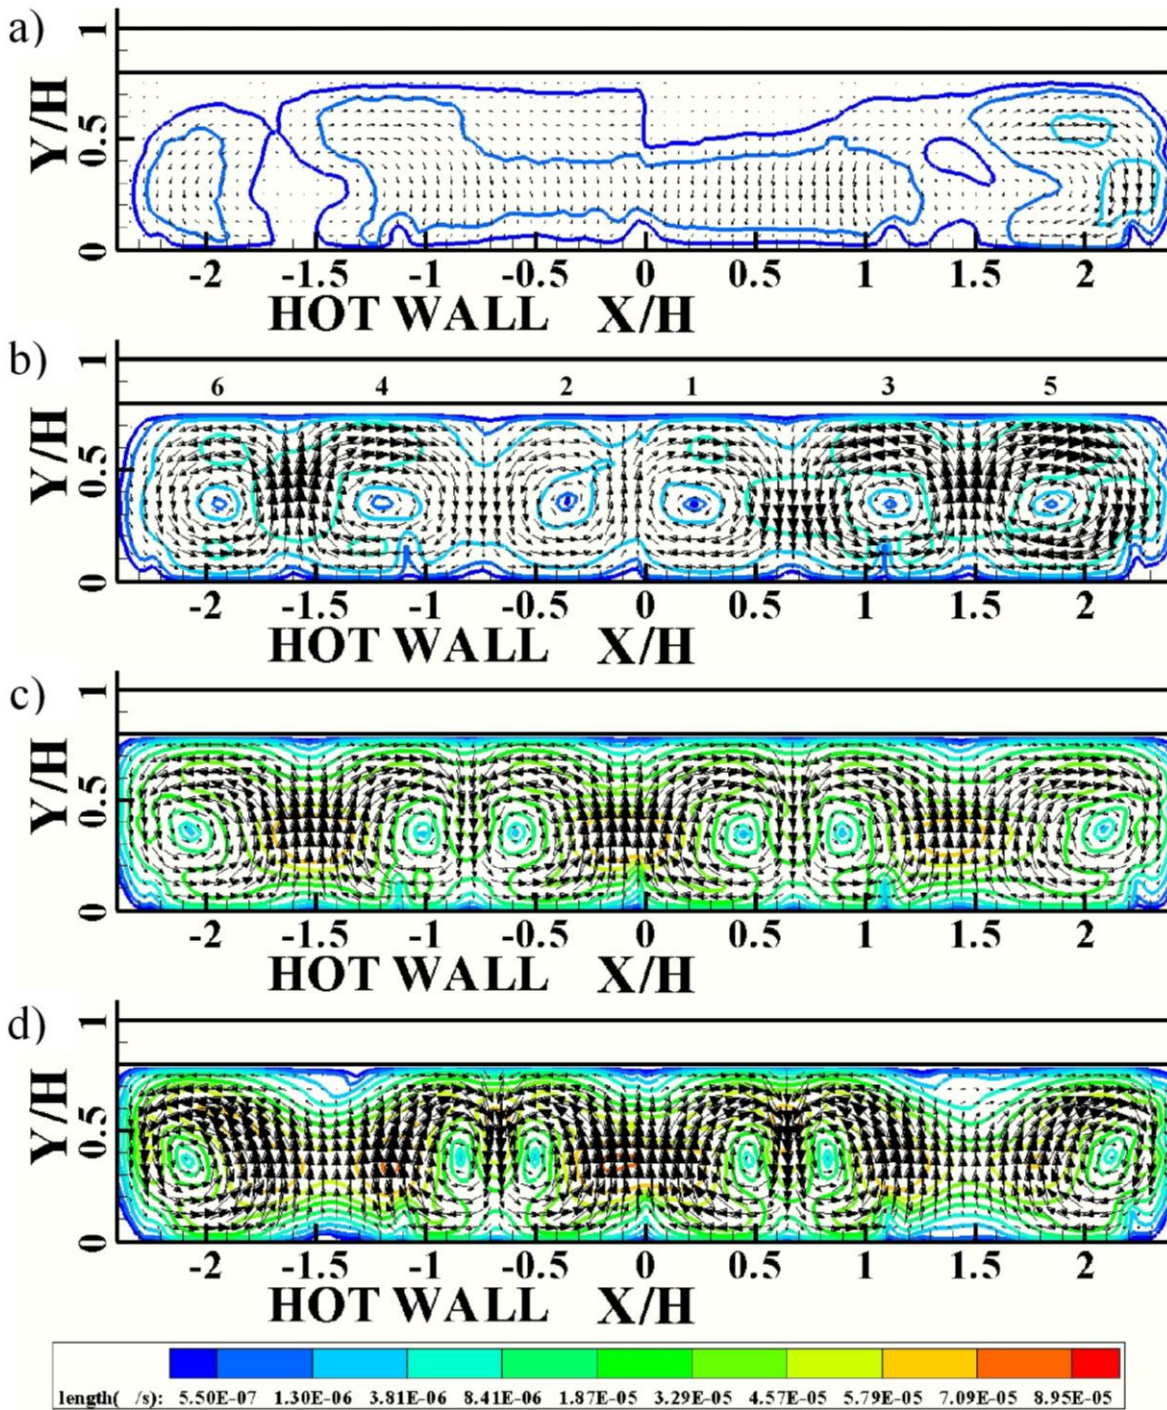 a)
1
Y/H
0.5
0
-2 -1.5 -1 -0.5 0 0.5 1 1.5 2
HOT WALL X/H
b)
1
6 4 2 1 3 5
Y/H
0.5
0
-2 -1.5 -1 -0.5 0 0.5 1 1.5 2
HOT WALL X/H
c)
1
Y/H
0.5
0
-2 -1.5 -1 -0.5 0 0.5 1 1.5 2
HOT WALL X/H
d)
1
Y/H
0.5
0
-2 -1.5 -1 -0.5 0 0.5 1 1.5 2
HOT WALL X/H
length( /s): 5.50E-07 1.30E-06 3.81E-06 8.41E-06 1.87E-05 3.29E-05 4.57E-05 5.79E-05 7.09E-05 8.95E-05